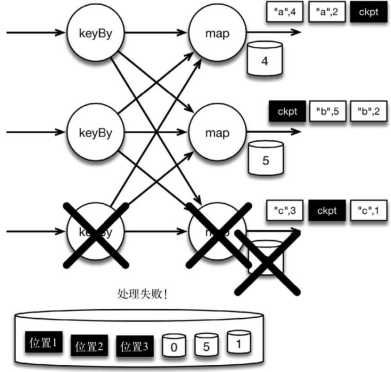 keyBy
map
"a",4
"a",2
ckpt
4
keyBy
map
ckpt
"b",5
"b",2
5
keyBy
map
"c",3
ckpt
"c",1
处理失败!
位置1
位置2
位置3
0
5
1